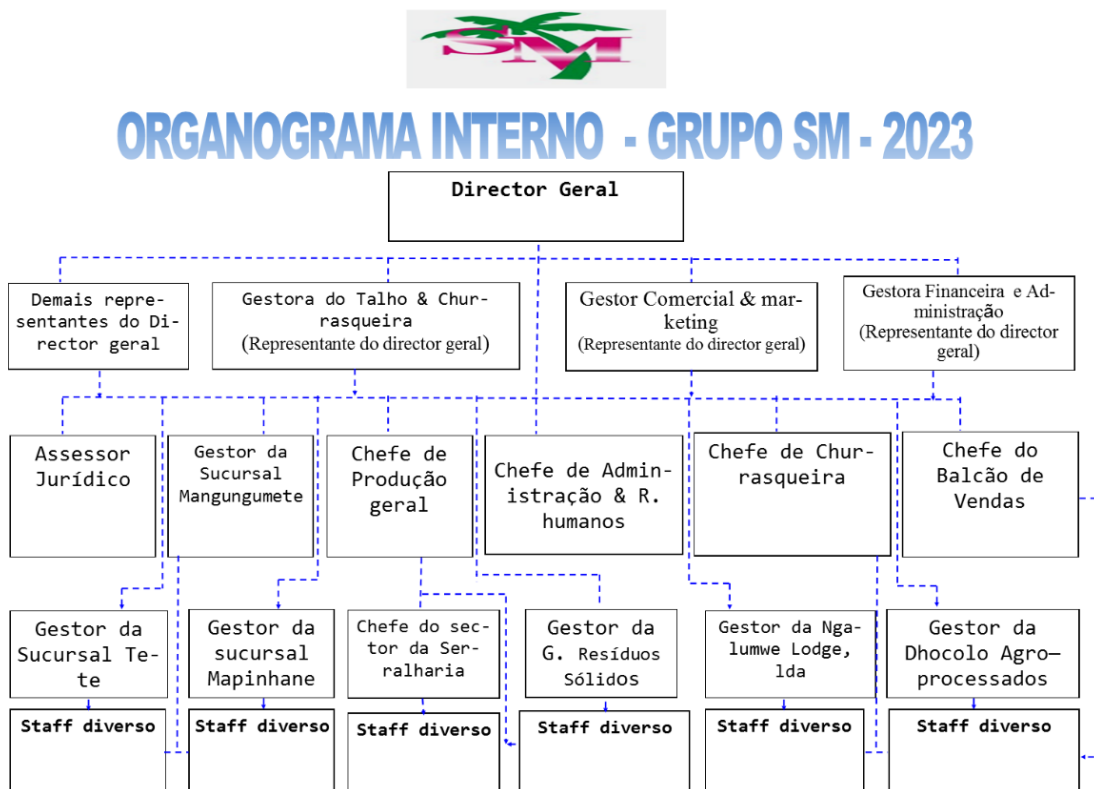 SM
ORGANOGRAMA INTERNO - GRUPO SM - 2023
Director Geral
Demais repre-
sentantes do Di-
rector geral
Gestora do Talho & Chur-
rasqueira
(Representante do director geral)
Gestor Comercial & mar-
keting
(Representante do director geral)
Gestora Financeira e Ad-
ministração
(Representante do director
geral)
Assessor
Jurídico
Gestor da
Sucursal
Mangungumete
Chefe de
Produção
geral
Chefe de Admin-
istração & R.
humanos
Chefe de Chur-
rasqueira
Chefe do
Balcão de
Vendas
Gestor da
Sucursal Te-
te
Gestor da
sucursal
Mapinhane
Chefe do sec-
tor da Ser-
ralharia
Gestor da
G. Resíduos
Sólidos
Gestor da Nga-
lumwe Lodge,
lda
Gestor da
Dhocolo Agro—
processados
Staff diverso
Staff diverso
Staff diverso
Staff diverso
Staff diverso
Staff diverso